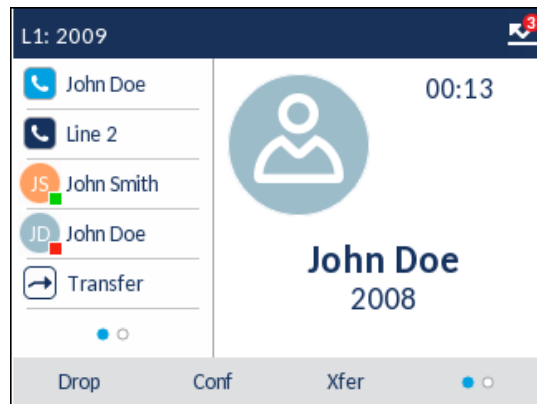 L1: 2009
3
John Doe
Line 2
JS John Smith
JD John Doe
Transfer
00:13
John Doe
2008
Drop Conf Xfer